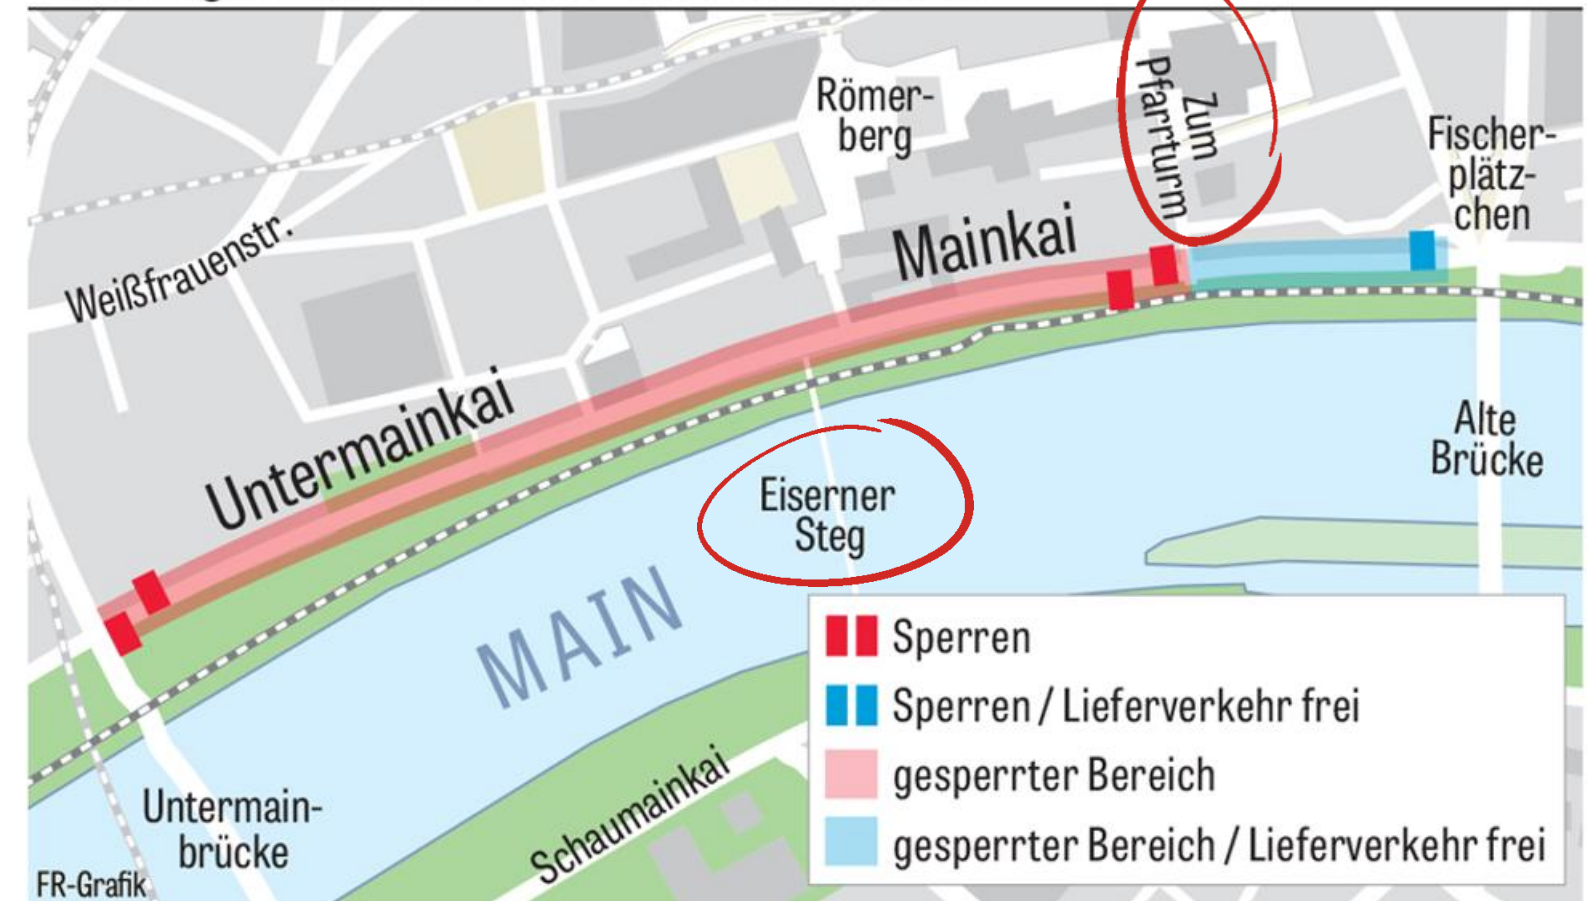 Römer-
berg
Zum
Pfarrturm
Fischer-
plätz-
chen
Weißfrauenstr.
Mainkai
Untermainkai
Alte
Brücke
Eiserner
Steg
MAIN
Schaumainkai
Untermain-
brücke
FR-Grafik
Sperren
Sperren / Lieferverkehr frei
gesperrter Bereich
gesperrter Bereich / Lieferverkehr frei